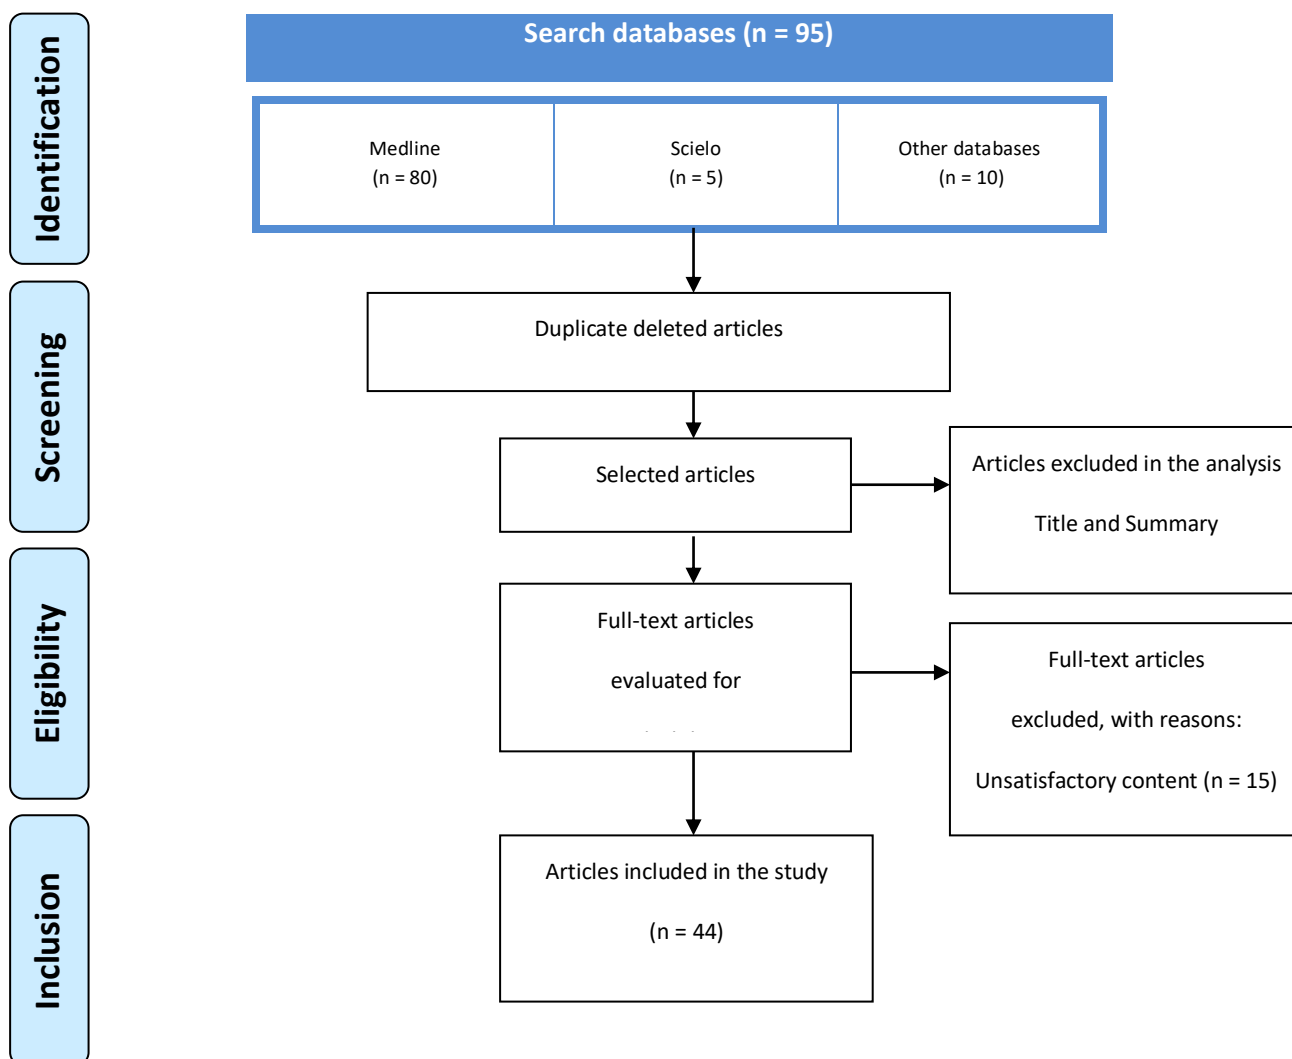 Identification
Search databases (n = 95)
Medline
(n = 80)
Scielo
(n = 5)
Other databases
(n = 10)
Screening
Duplicate deleted articles
Selected articles
Articles excluded in the analysis
Title and Summary
Eligibility
Full-text articles
evaluated for
Full-text articles
excluded, with reasons:
Unsatisfactory content (n = 15)
Inclusion
Articles included in the study
(n = 44)